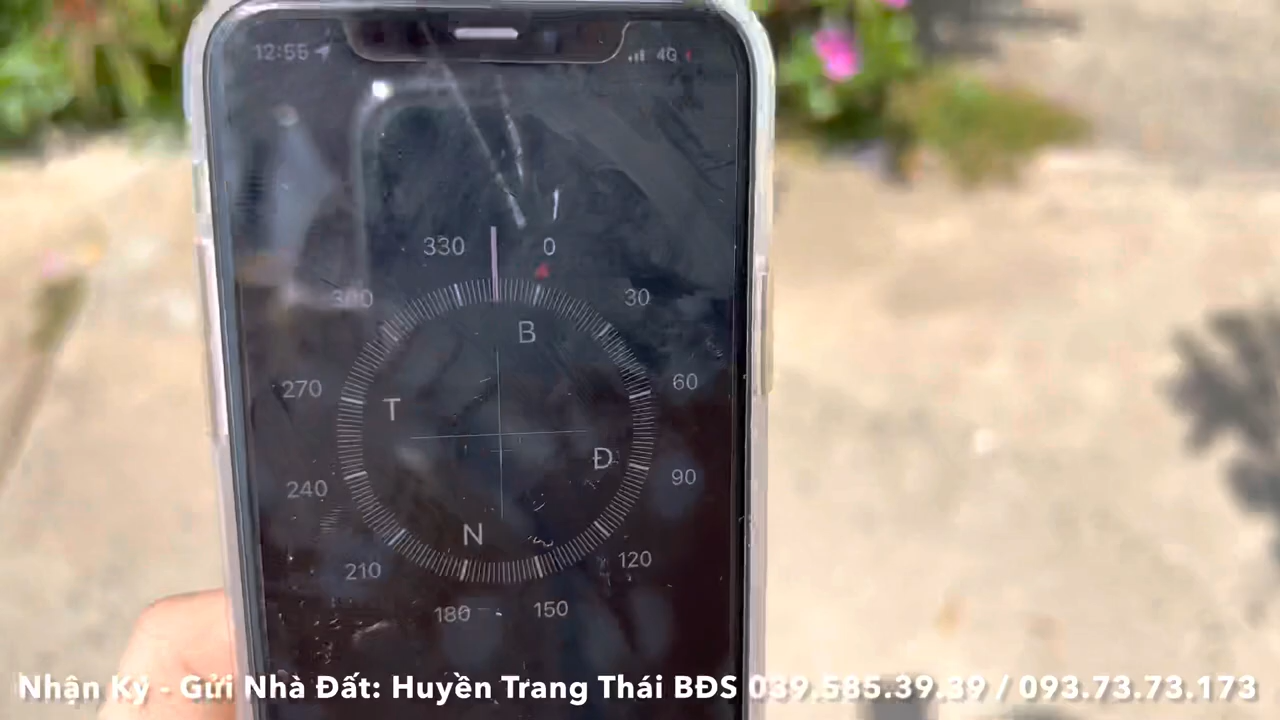 12:55 4G
330 0
300 30
B
270 60
T
Đ
240 90
N
210 120
180 150
Nhận Ký - Gửi Nhà Đất: Huyền Trang Thái BĐS 039.585.39.39 / 093.73.73.173